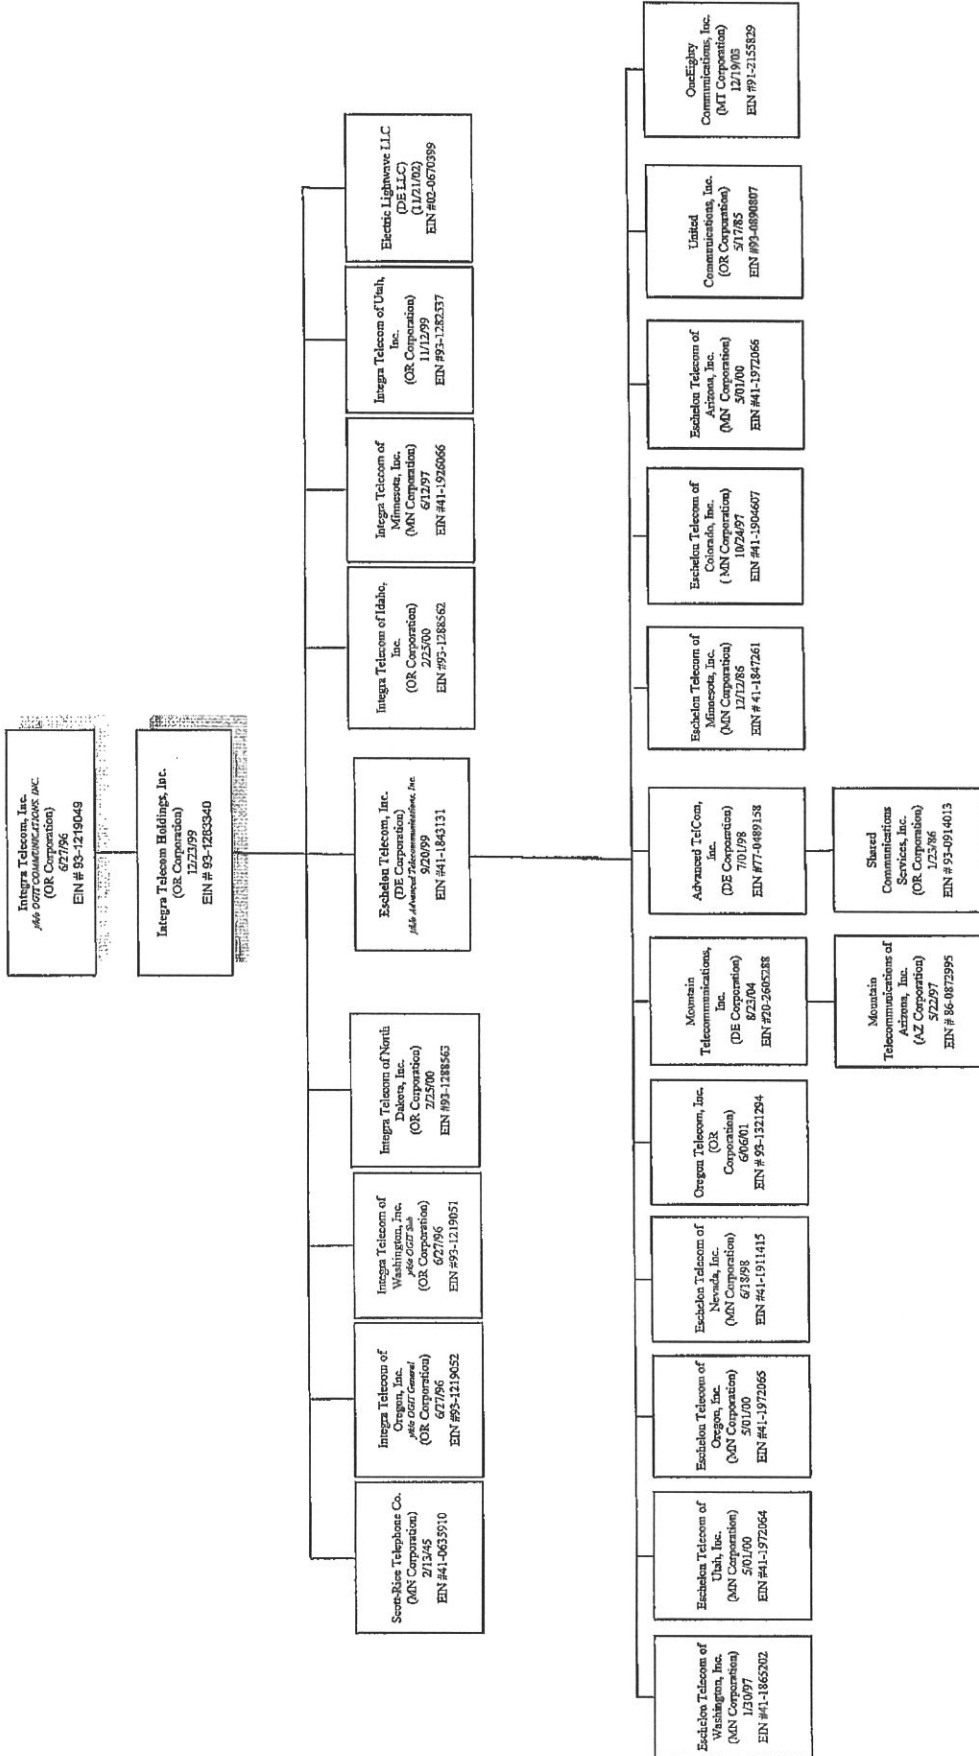 Integra Telecom, Inc.
f/k/a OGIT COMMUNICATIONS, INC.
(OR Corporation)
6/27/96
EIN # 93-1219049
Integra Telecom Holdings, Inc.
(OR Corporation)
12/23/99
EIN # 93-1283340
Scott-Rice Telephone Co.
(MN Corporation)
2/13/45
EIN #41-0635910
Integra Telecom of
Oregon, Inc.
f/k/a OGIT General
(OR Corporation)
6/27/96
EIN #93-1219052
Integra Telecom of
Washington, Inc.
f/k/a OGIT Sub
(OR Corporation)
6/27/96
EIN #93-1219051
Integra Telecom of North
Dakota, Inc.
(OR Corporation)
2/25/00
EIN #93-1288563
Eschelon Telecom, Inc.
(DE Corporation)
f/k/a Advanced Telecommunications, Inc.
9/20/99
EIN #41-1843131
Integra Telecom of Idaho,
Inc.
(OR Corporation)
2/25/00
EIN #93-1288562
Integra Telecom of
Minnesota, Inc.
(MN Corporation)
6/12/97
EIN #41-1926066
Integra Telecom of Utah,
Inc.
(OR Corporation)
11/12/99
EIN #93-1282537
Electric Lightwave LLC
(DE LLC)
(11/21/02)
EIN #02-0670399
Eschelon Telecom of
Washington, Inc.
(MN Corporation)
1/30/97
EIN #41-1865202
Eschelon Telecom of
Utah, Inc.
(MN Corporation)
5/01/00
EIN #41-1972064
Eschelon Telecom of
Oregon, Inc.
(MN Corporation)
5/01/00
EIN #41-1972065
Eschelon Telecom of
Nevada, Inc.
(MN Corporation)
6/18/98
EIN #41-1911415
Oregon Telecom, Inc.
(OR
Corporation)
6/06/01
EIN # 93-1321294
Mountain
Telecommunications,
Inc.
(DE Corporation)
8/23/04
EIN #20-2605288
Advanced TelCom,
Inc.
(DE Corporation)
7/01/98
EIN #77-0489158
Eschelon Telecom of
Minnesota, Inc.
(MN Corporation)
12/12/86
EIN # 41-1847261
Eschelon Telecom of
Colorado, Inc.
( MN Corporation)
10/24/97
EIN #41-1904607
Eschelon Telecom of
Arizona, Inc.
(MN Corporation)
5/01/00
EIN #41-1972066
United
Communications, Inc.
(OR Corporation)
5/17/85
EIN #93-0890807
OneEighty
Communications, Inc.
(MT Corporation)
12/19/03
EIN #91-2155829
Mountain
Telecommunications of
Arizona, Inc.
(AZ Corporation)
5/22/97
EIN # 86-0872995
Shared
Communications
Services, Inc.
(OR Corporation)
1/23/86
EIN # 93-0914013